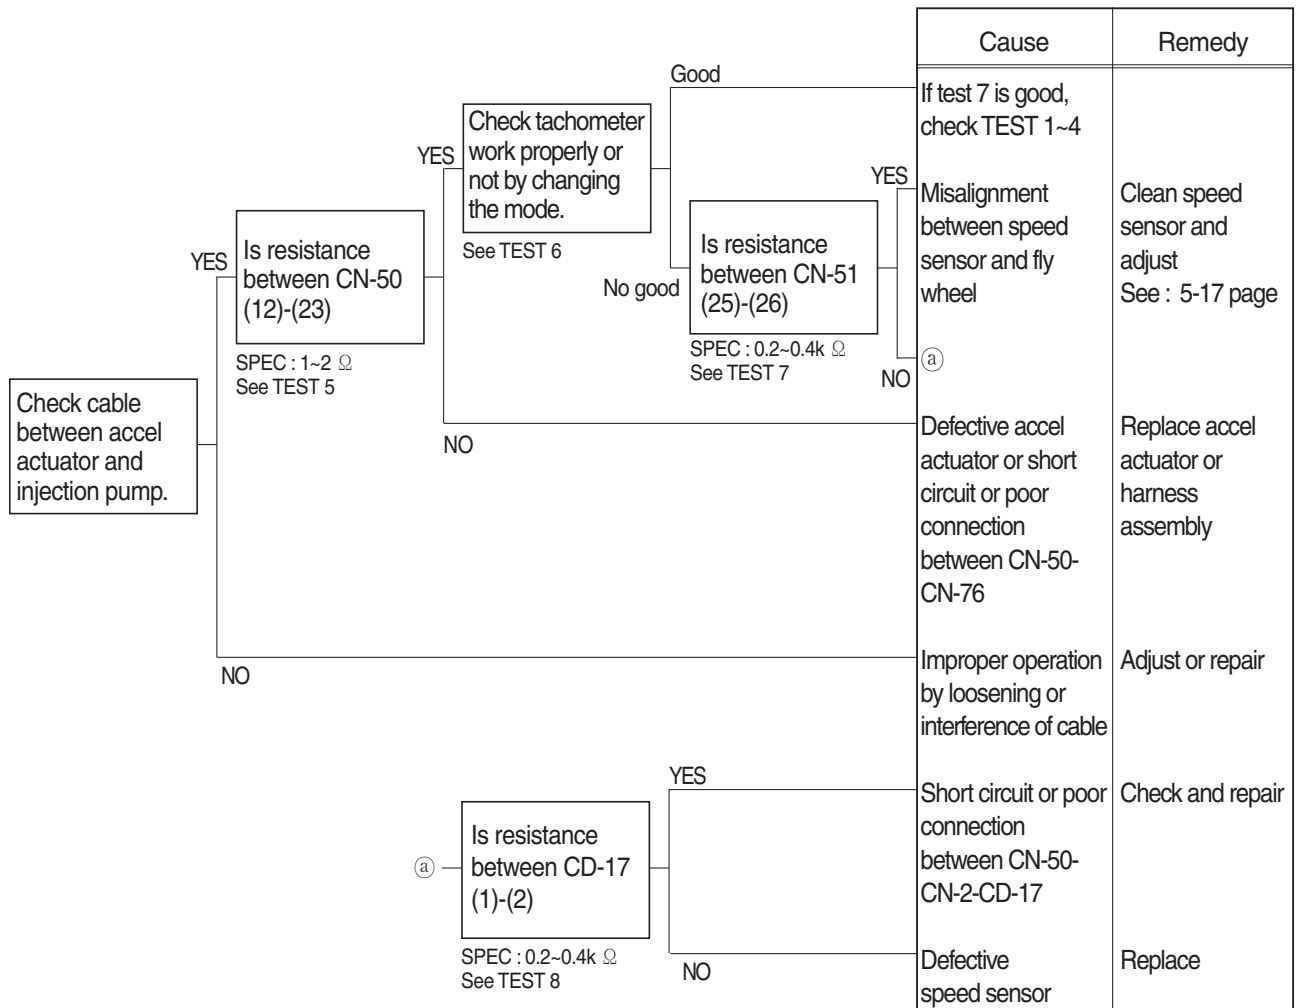 Cause
Remedy
Good
If test 7 is good,
check TEST 1~4
Check tachometer
work properly or
not by changing
the mode.
YES
See TEST 6
YES
Misalignment
between speed
sensor and fly
wheel
Clean speed
sensor and
adjust
See : 5-17 page
Is resistance
between CN-50
(12)-(23)
YES
SPEC : 1~2 Ω
See TEST 5
No good
Is resistance
between CN-51
(25)-(26)
SPEC : 0.2~0.4k Ω
See TEST 7
NO
ⓐ
Check cable
between accel
actuator and
injection pump.
NO
Defective accel
actuator or short
circuit or poor
connection
between CN-50-
CN-76
Replace accel
actuator or
harness
assembly
NO
Improper operation
by loosening or
interference of cable
Adjust or repair
ⓐ
Is resistance
between CD-17
(1)-(2)
SPEC : 0.2~0.4k Ω
See TEST 8
YES
Short circuit or poor
connection
between CN-50-
CN-2-CD-17
Check and repair
NO
Defective
speed sensor
Replace